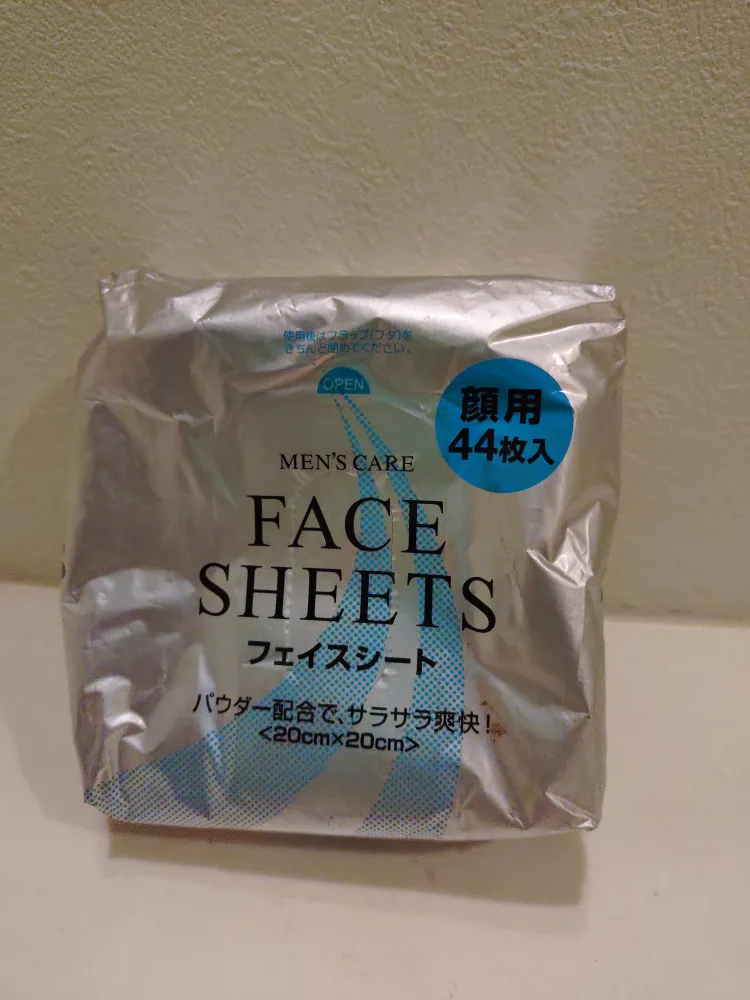 使用後はフラップ(フタ)を
きちんと閉めてください。
OPEN
顔用
44枚入
MEN'S CARE
FACE
SHEETS
フェイスシート
パウダー配合で、サラサラ爽快!
<20cm×20cm>